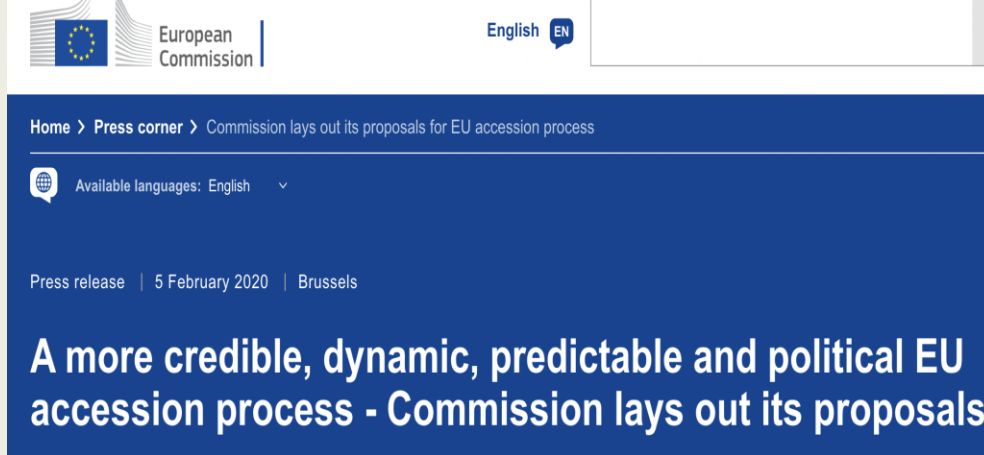 European
Commission
English EN
Home > Press corner > Commission lays out its proposals for EU accession process
Available languages: English
Press release | 5 February 2020 | Brussels
A more credible, dynamic, predictable and political EU
accession process - Commission lays out its proposals